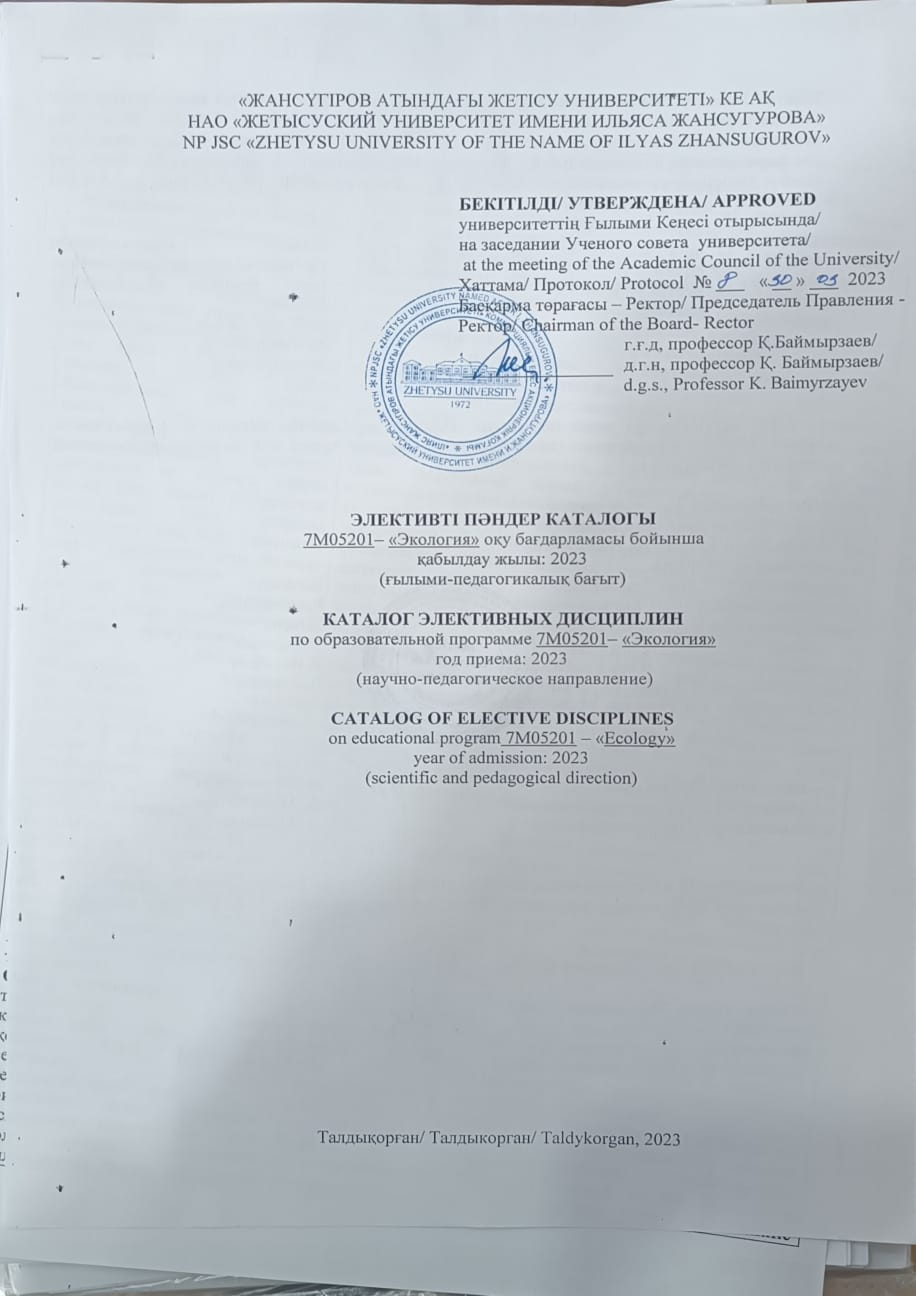 «ЖАНСҮГІРОВ АТЫНДАҒЫ ЖЕТІСУ УНИВЕРСИТЕТІ» КЕ АҚ
НАО «ЖЕТЫСУСКИЙ УНИВЕРСИТЕТ ИМЕНИ ИЛЬЯСА ЖАНСУГУРОВА»
NP JSC «ZHETYSU UNIVERSITY OF THE NAME OF ILYAS ZHANSUGUROV»
БЕКІТІЛДІ/ УТВЕРЖДЕНА/ APPROVED
университеттің Ғылыми Кеңесі отырысында/
на заседании Ученого совета университета/
at the meeting of the Academic Council of the University/
Хаттама/ Протокол/ Protocol № 8 «30» 03 2023
Басқарма төрағасы – Ректор/ Председатель Правления -
Ректор/ Chairman of the Board- Rector
г.ғ.д, профессор Қ.Баймырзаев/
д.г.н, профессор Қ. Баймырзаев/
d.g.s., Professor K. Baimyrzayev
ZHETYSU UNIVERSITY
1972
ЭЛЕКТИВТІ ПӘНДЕР КАТАЛОГЫ
7М05201– «Экология» оқу бағдарламасы бойынша
қабылдау жылы: 2023
(ғылыми-педагогикалық бағыт)
КАТАЛОГ ЭЛЕКТИВНЫХ ДИСЦИПЛИН
по образовательной программе 7М05201– «Экология»
год приема: 2023
(научно-педагогическое направление)
CATALOG OF ELECTIVE DISCIPLINES
on educational program 7M05201 – «Ecology»
year of admission: 2023
(scientific and pedagogical direction)
Талдықорған/ Талдыкорган/ Taldykorgan, 2023